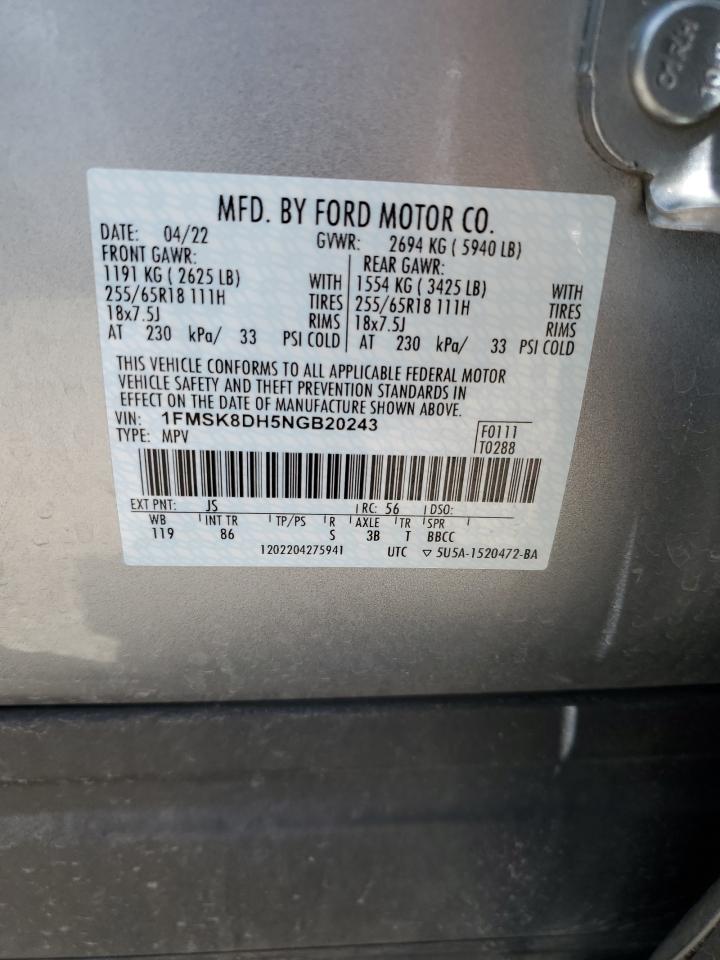 MFD. BY FORD MOTOR CO.
DATE: 04/22 GVWR: 2694 KG ( 5940 LB)
FRONT GAWR: REAR GAWR:
1191 KG ( 2625 LB) WITH 1554 KG ( 3425 LB) WITH
255/65R18 111H TIRES 255/65R18 111H TIRES
18x7.5J RIMS 18x7.5J RIMS
AT 230 kPa/ 33 PSI COLD AT 230 kPa/ 33 PSI COLD
THIS VEHICLE CONFORMS TO ALL APPLICABLE FEDERAL MOTOR
VEHICLE SAFETY AND THEFT PREVENTION STANDARDS IN
EFFECT ON THE DATE OF MANUFACTURE SHOWN ABOVE.
VIN: 1FMSK8DH5NGB20243
TYPE: MPV
F0111
T0288
EXT PNT: JS RC: 56 DSO:
WB INT TR TP/PS R AXLE TR SPR
119 86 S 3B T BBCC
1202204275941 UTC ▽ 5U5A-1520472-BA